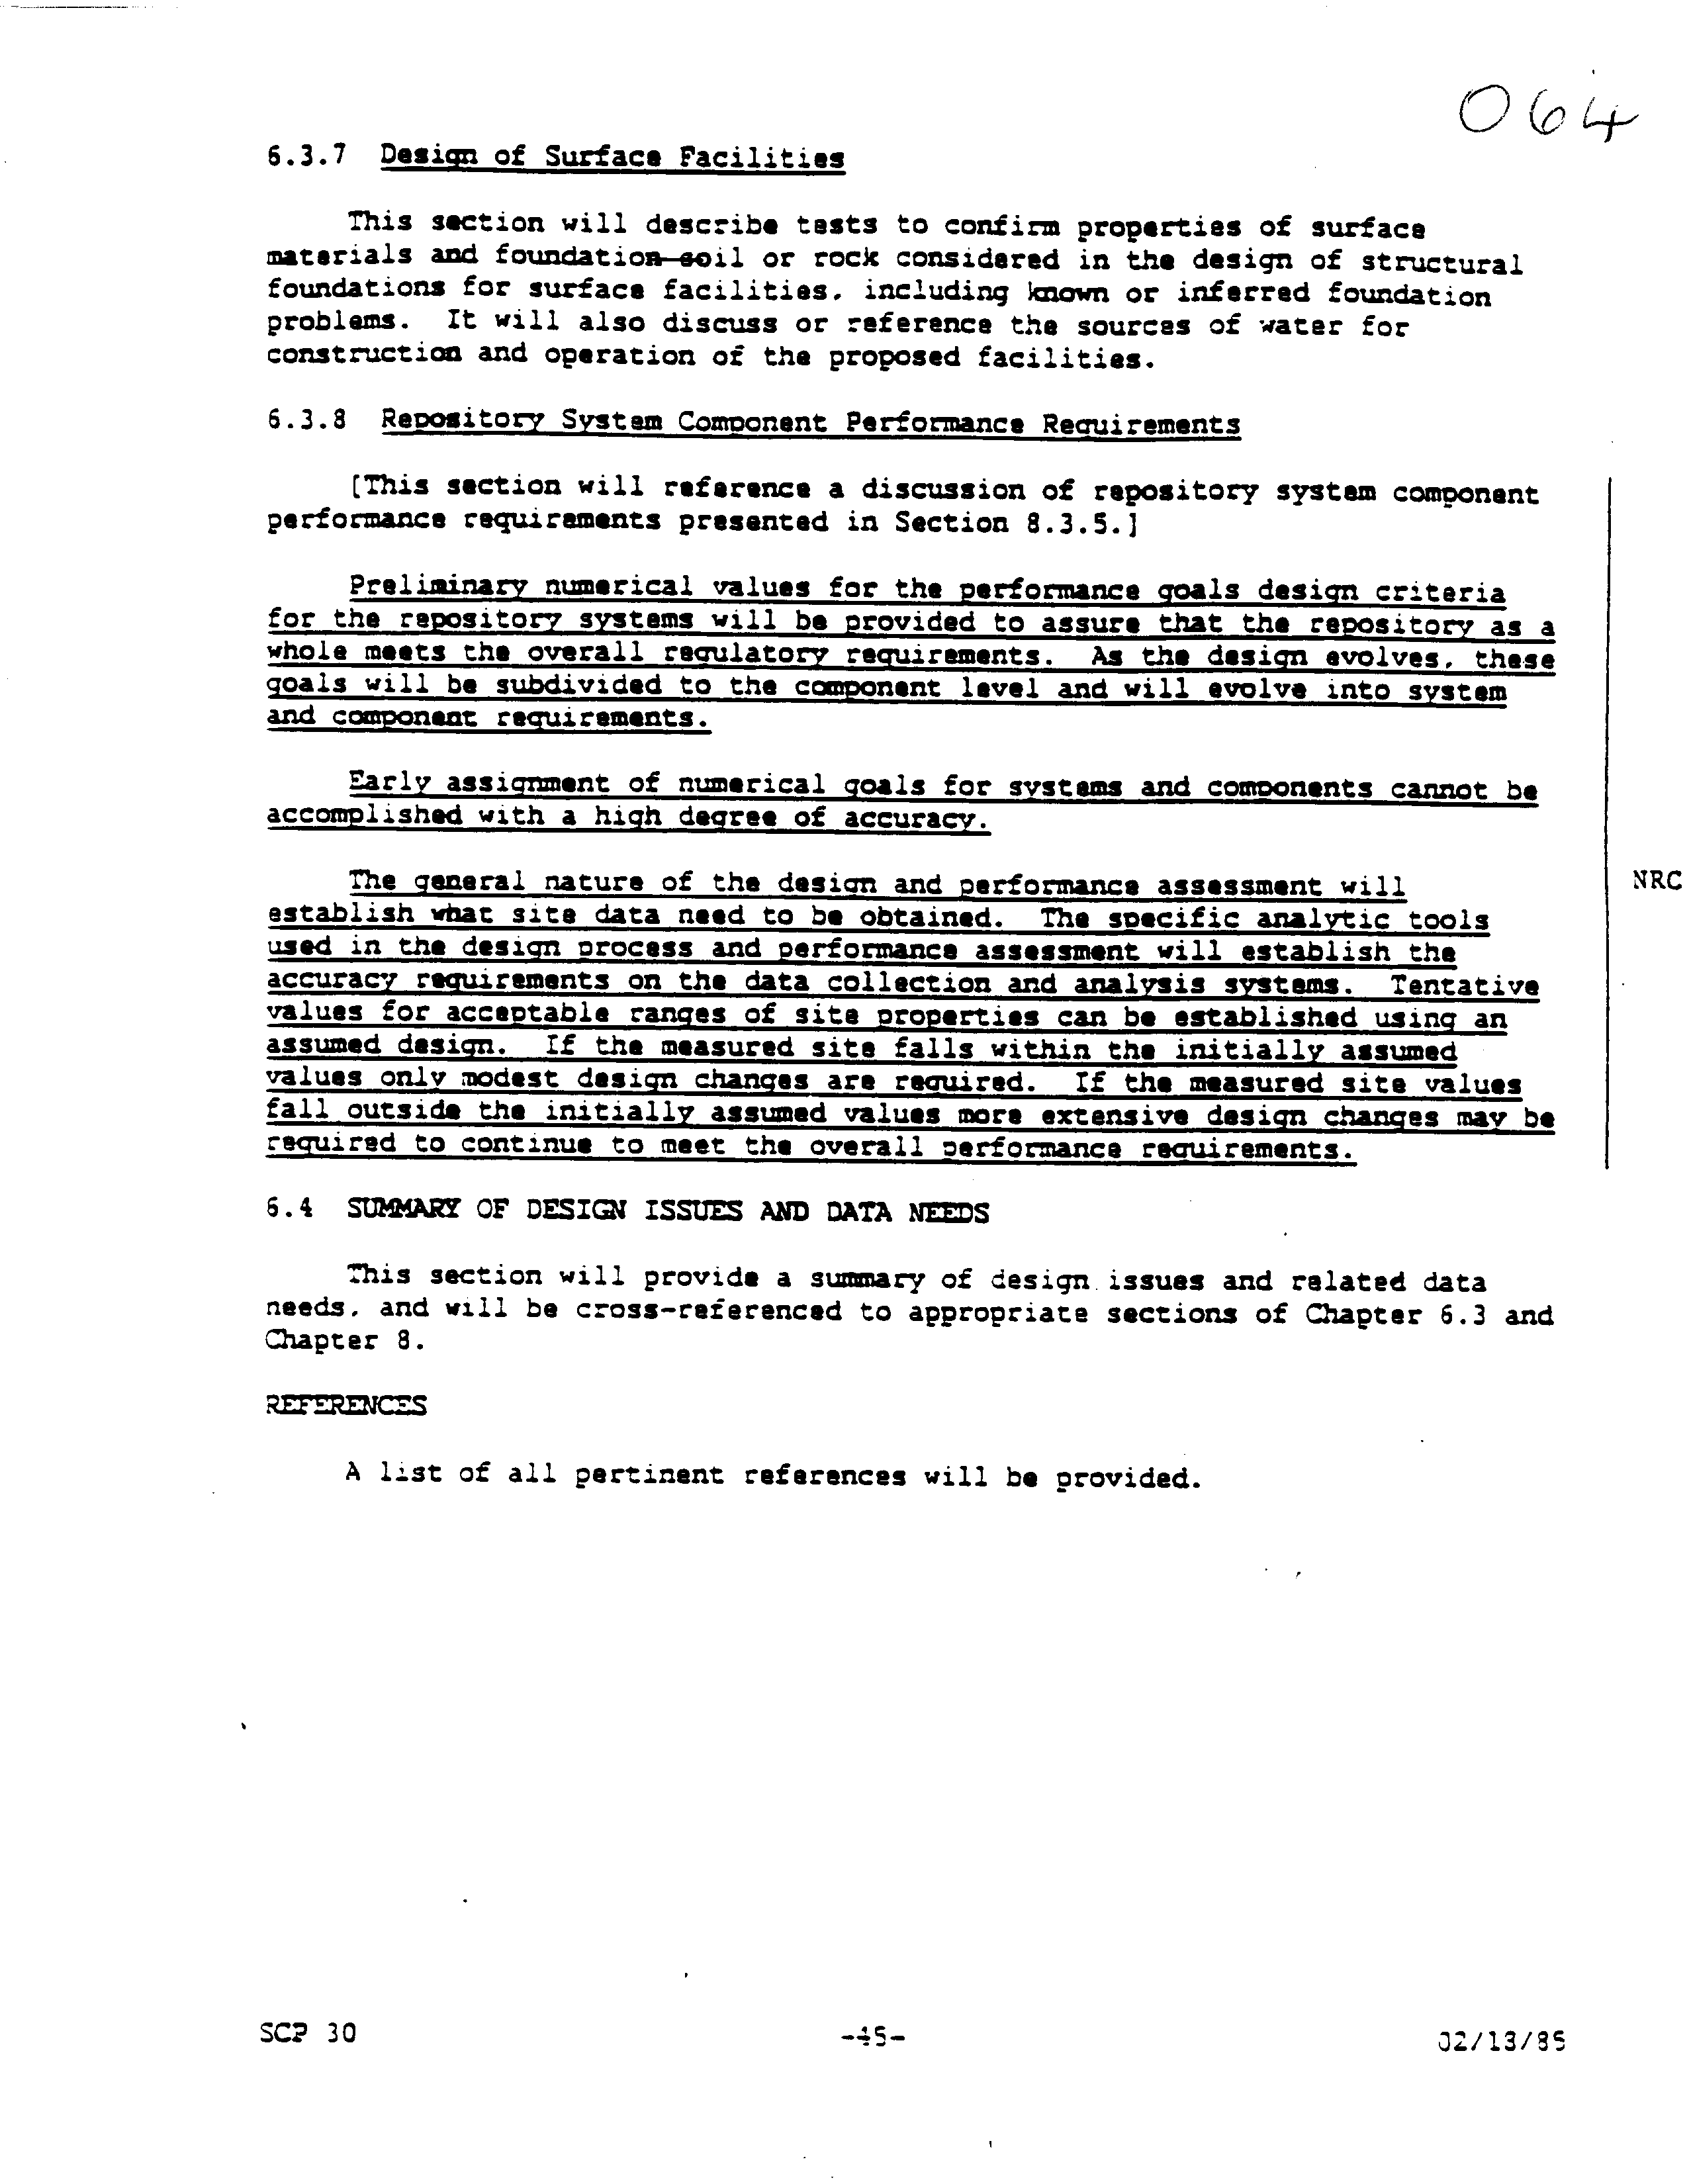 064
6.3.7 Design of Surface Facilities
This section will describe tests to confirm properties of surface
materials and foundation soil or rock considered in the design of structural
foundations for surface facilities, including known or inferred foundation
problems. It will also discuss or reference the sources of water for
construction and operation of the proposed facilities.
6.3.8 Repository System Component Performance Requirements
[This section will reference a discussion of repository system component
performance requirements presented in Section 8.3.5.]
Preliminary numerical values for the performance goals design criteria
for the repository systems will be provided to assure that the repository as a
whole meets the overall regulatory requirements. As the design evolves, these
goals will be subdivided to the component level and will evolve into system
and component requirements.
Early assignment of numerical goals for systems and components cannot be
accomplished with a high degree of accuracy.
The general nature of the design and performance assessment will
NRC
establish what site data need to be obtained. The specific analytic tools
used in the design process and performance assessment will establish the
accuracy requirements on the data collection and analysis systems. Tentative
values for acceptable ranges of site properties can be established using an
assumed design. If the measured site falls within the initially assumed
values only modest design changes are required. If the measured site values
fall outside the initially assumed values more extensive design changes may be
required to continue to meet the overall performance requirements.
6.4 SUMMARY OF DESIGN ISSUES AND DATA NEEDS
This section will provide a summary of design issues and related data
needs, and will be cross-referenced to appropriate sections of Chapter 6.3 and
Chapter 8.
REFERENCES
A list of all pertinent references will be provided.
SCP 30
-45-
02/13/85